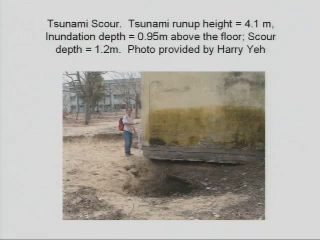 Tsunami Scour. Tsunami runup height = 4.1 m,
Inundation depth = 0.95m above the floor; Scour
depth = 1.2m. Photo provided by Harry Yeh